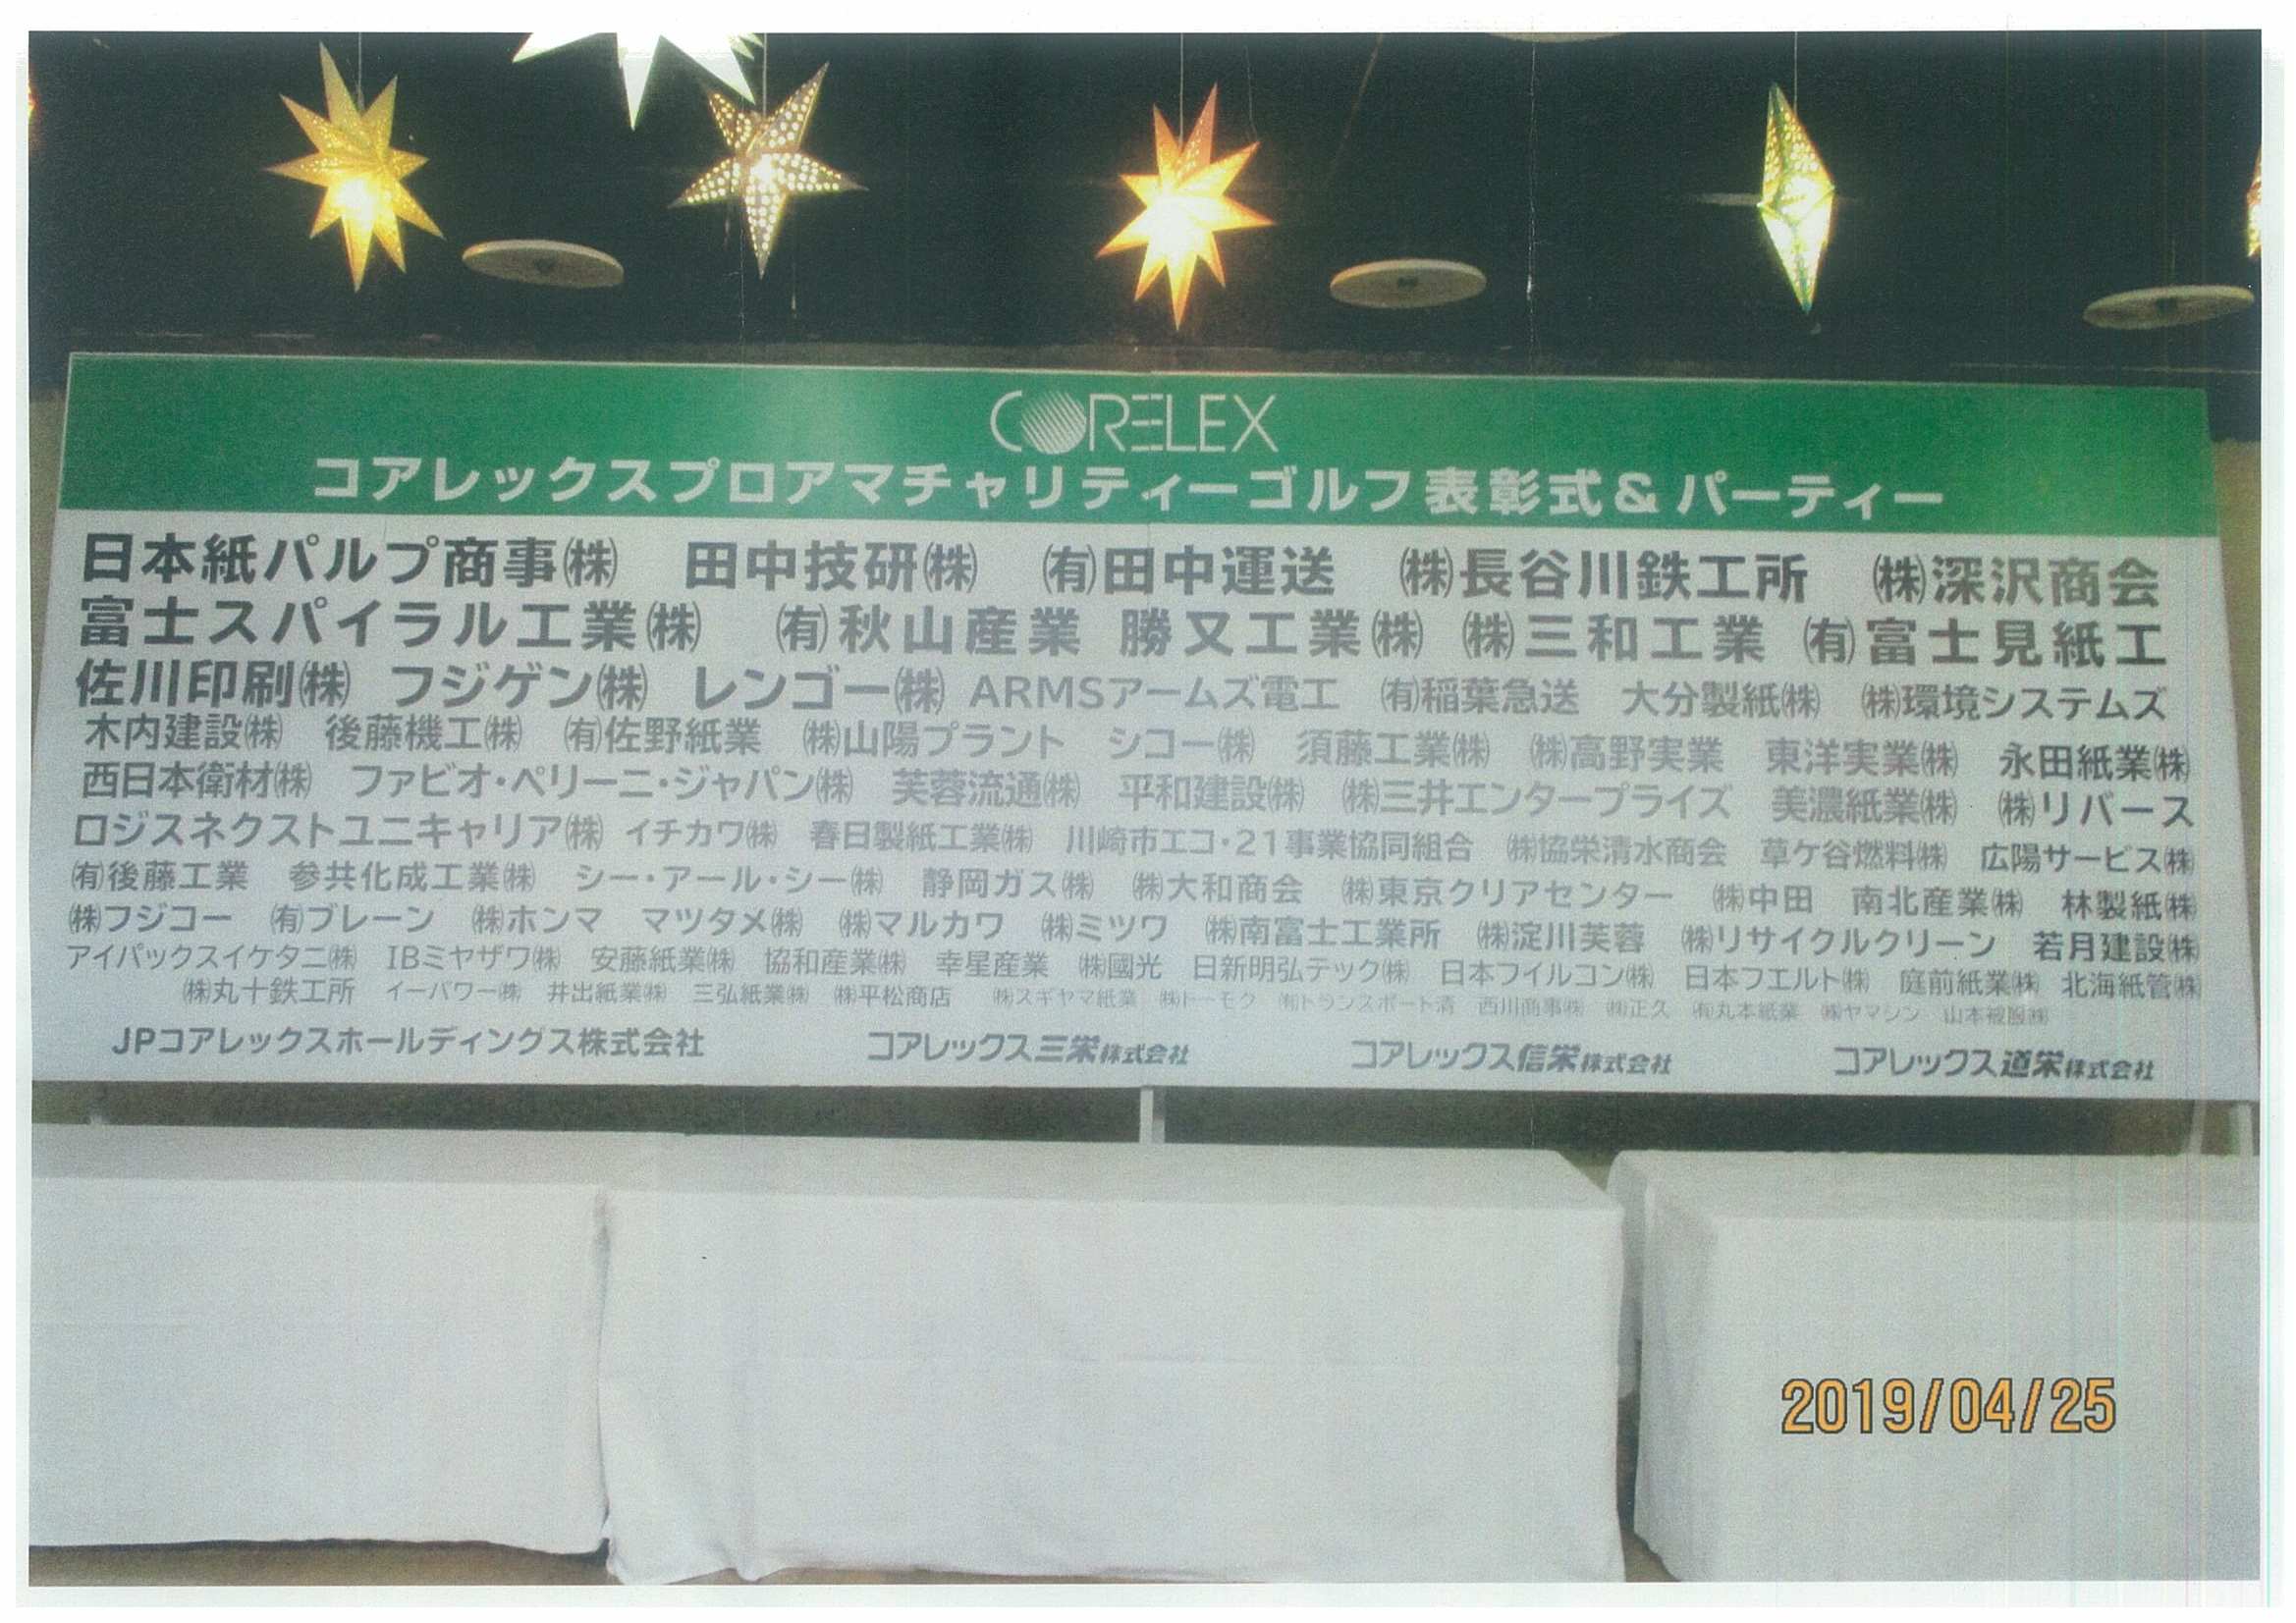 CORELEX
コアレックスプロアマチャリティーゴルフ表彰式&パーティー
日本紙パルプ商事㈱　田中技研㈱　㈲田中運送　㈱長谷川鉄工所　㈱深沢商会
富士スパイラル工業㈱　㈲秋山産業　勝又工業㈱　㈱三和工業　㈲富士見紙工
佐川印刷㈱　フジゲン㈱　レンゴー㈱　ARMSアームズ電工　㈲稲葉急送　大分製紙㈱　㈱環境システムズ
木内建設㈱　後藤機工㈱　㈲佐野紙業　㈱山陽プラント　シコー㈱　須藤工業㈱　㈱高野実業　東洋実業㈱　永田紙業㈱
西日本衛材㈱　ファビオ・ペリーニ・ジャパン㈱　芙蓉流通㈱　平和建設㈱　㈱三井エンタープライズ　美濃紙業㈱　㈱リバース
ロジスネクストユニキャリア㈱　イチカワ㈱　春日製紙工業㈱　川崎市エコ・21事業協同組合　㈱協栄清水商会　草ケ谷燃料㈱　広陽サービス㈱
㈲後藤工業　参共化成工業㈱　シー・アール・シー㈱　静岡ガス㈱　㈱大和商会　㈱東京クリアセンター　㈱中田　南北産業㈱　林製紙㈱
㈱フジコー　㈲ブレーン　㈱ホンマ　マツタメ㈱　㈱マルカワ　㈱ミツワ　㈱南富士工業所　㈱淀川芙蓉　㈱リサイクルクリーン　若月建設㈱
アイパックスイケタニ㈱　IBミヤザワ㈱　安藤紙業㈱　協和産業㈱　幸星産業　㈱國光　日新明弘テック㈱　日本フイルコン㈱　日本フエルト㈱　庭前紙業㈱　北海紙管㈱
㈱丸十鉄工所　イーパワー㈱　井出紙業㈱　三弘紙業㈱　㈱平松商店　㈱スギヤマ紙業　㈱トーモク　㈲トランスポート清　西川商事㈱　㈱正久　㈲丸本紙業　㈱ヤマシン　山本被服㈱
JPコアレックスホールディングス株式会社　コアレックス三栄株式会社　コアレックス信栄株式会社　コアレックス道栄株式会社
2019/04/25